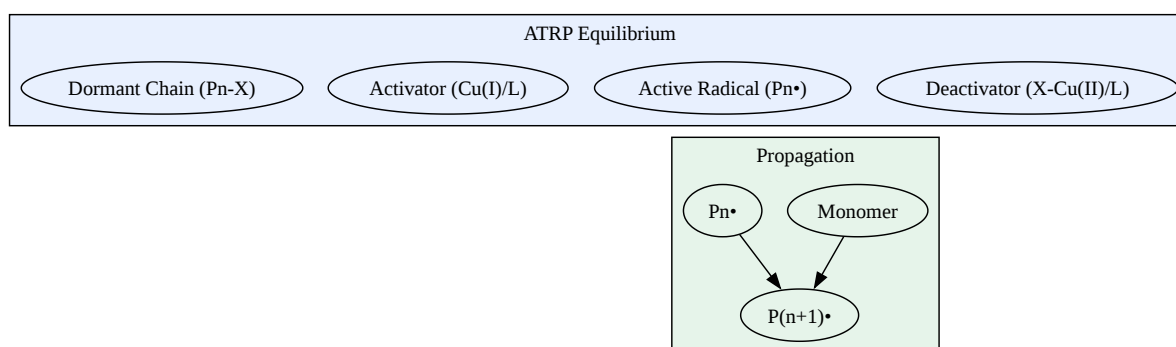 ATRP Equilibrium
Dormant Chain (Pn-X)
Activator (Cu(I)/L)
Active Radical (Pn•)
Deactivator (X-Cu(II)/L)
Propagation
Pn•
Monomer
P(n+1)•